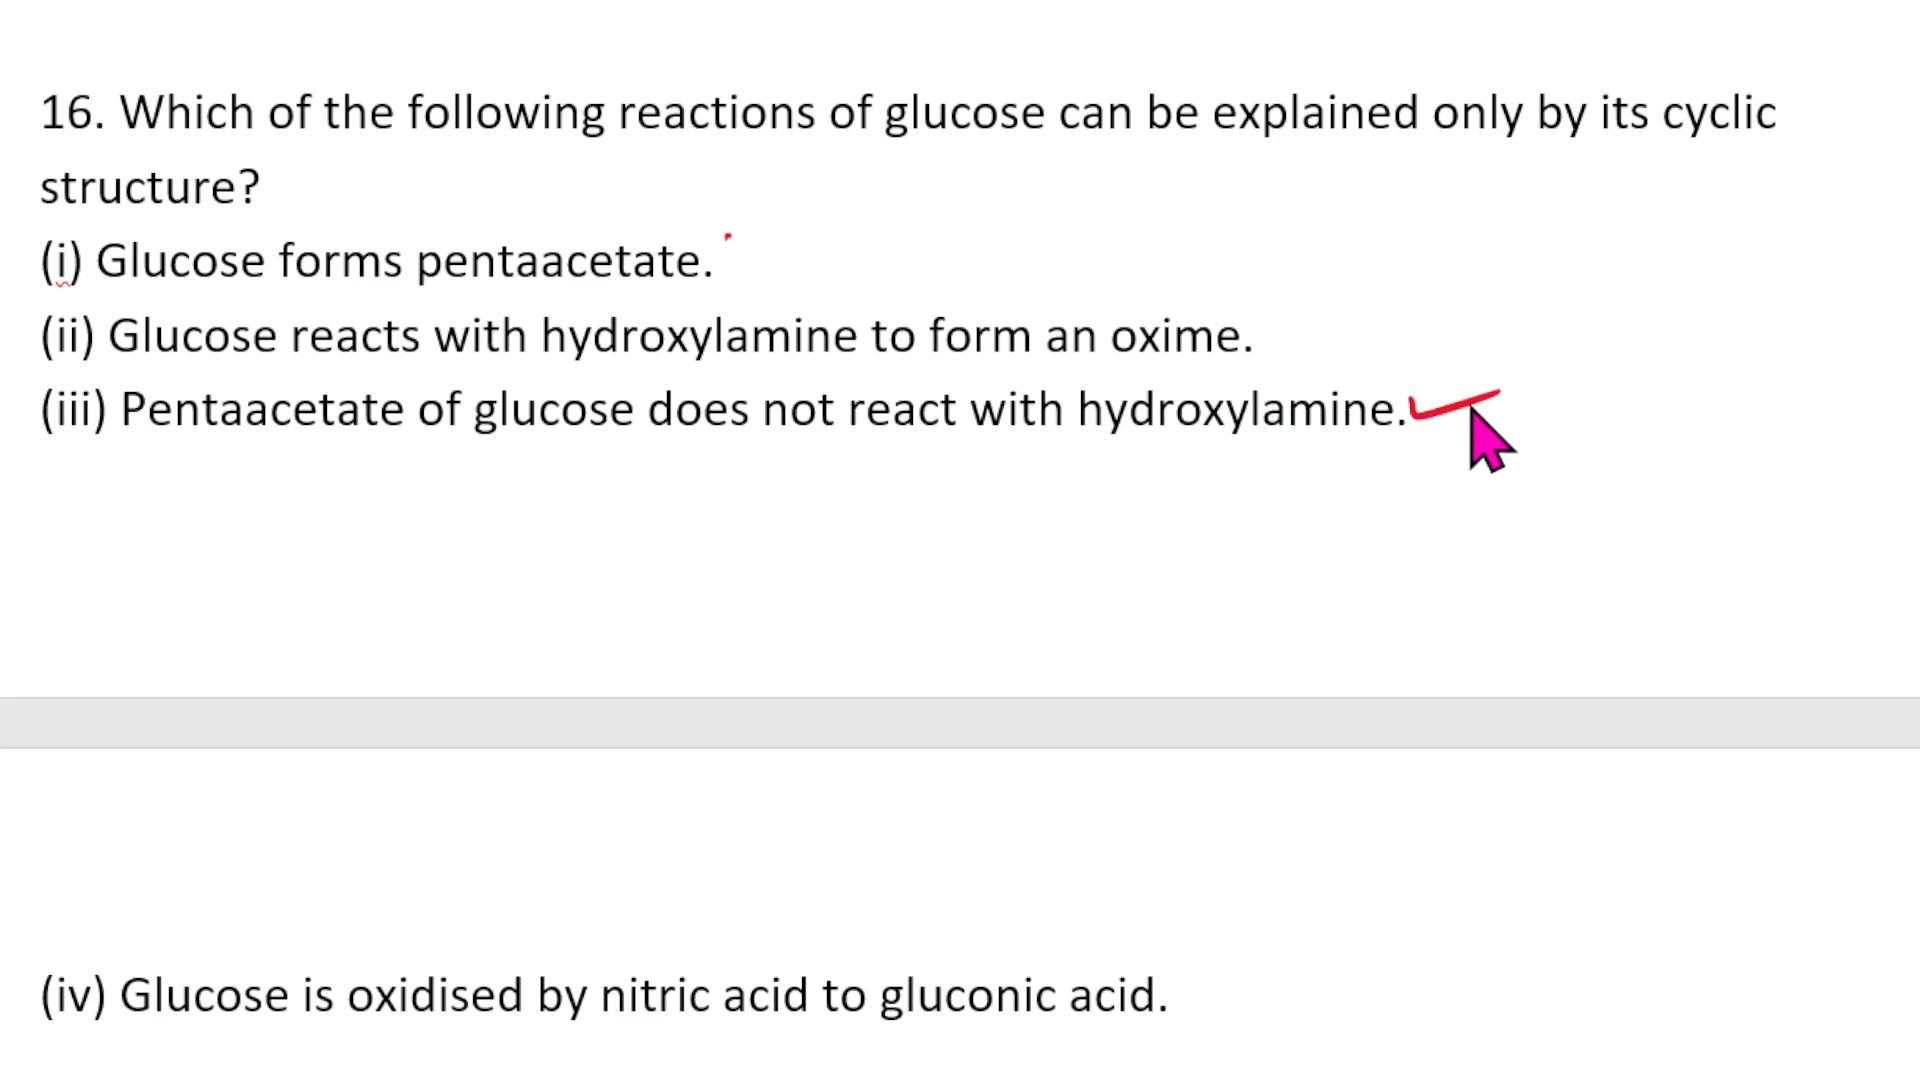 16. Which of the following reactions of glucose can be explained only by its cyclic
structure?
(i) Glucose forms pentaacetate.
(ii) Glucose reacts with hydroxylamine to form an oxime.
(iii) Pentaacetate of glucose does not react with hydroxylamine.
(iv) Glucose is oxidised by nitric acid to gluconic acid.